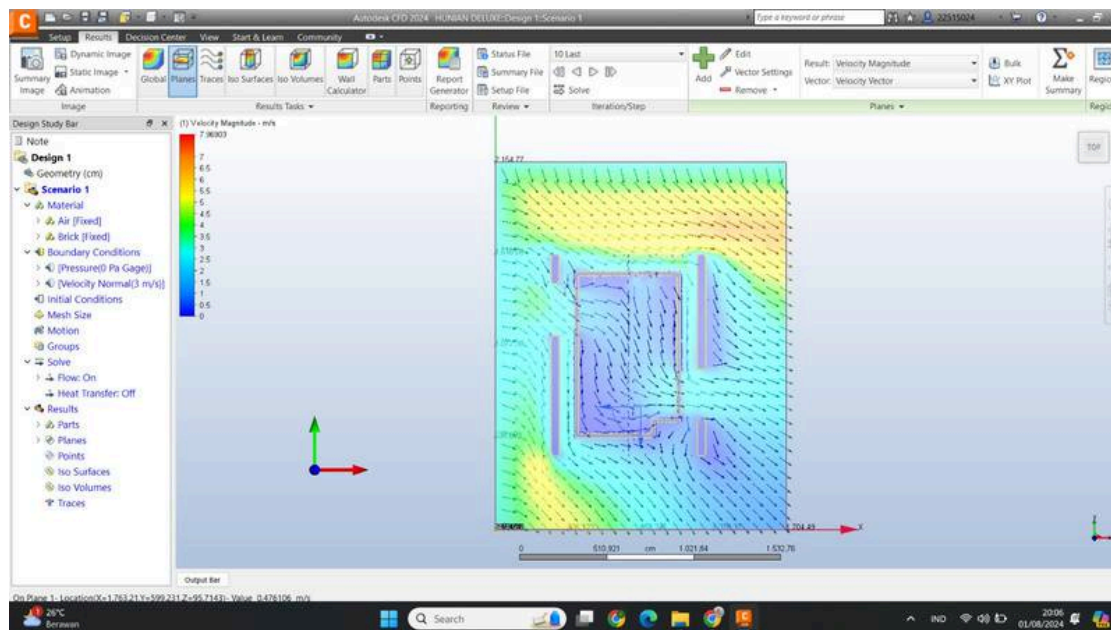 Autodesk CFD 2024 HUNIAN DELUXE:Design 1:Scenario 1
Type a keyword or phrase
22515024
Setup Results Decision Center View Start & Learn Community
Summary Image
Dynamic Image
Static Image
Animation
Image
Global
Planes
Traces
Iso Surfaces
Iso Volumes
Wall Calculator
Parts
Points
Results Tasks
Report Generator
Reporting
Status File
Summary File
Setup File
Review
10 Last
Solve
Iteration/Step
Add
Edit
Vector Settings
Remove
Result: Velocity Magnitude
Vector: Velocity Vector
Bulk
XY Plot
Make Summary
Planes
Regio
Regi
Design Study Bar
Note
Design 1
Geometry (cm)
Scenario 1
Material
Air [Fixed]
Brick [Fixed]
Boundary Conditions
[Pressure(0 Pa Gage)]
[Velocity Normal(3 m/s)]
Initial Conditions
Mesh Size
Motion
Groups
Solve
Flow: On
Heat Transfer: Off
Results
Parts
Planes
Points
Iso Surfaces
Iso Volumes
Traces
(1) Velocity Magnitude - m/s
7.96903
7
6.5
6
5.5
5
4.5
4
3.5
3
2.5
2
1.5
1
0.5
0
TOP
2.154.77
1.704.49
X
0
510.921
cm
1.021.84
1.532.76
Output Bar
On Plane 1- Location(X=1.763.21,Y=599.231,Z=95.7143)- Value 0.476106 m/s
26°C
Berawan
Search
IND
20:06
01/08/2024